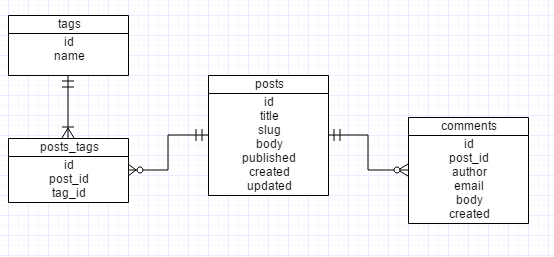 tags
id
name
posts_tags
id
post_id
tag_id
posts
id
title
slug
body
published
created
updated
comments
id
post_id
author
email
body
created